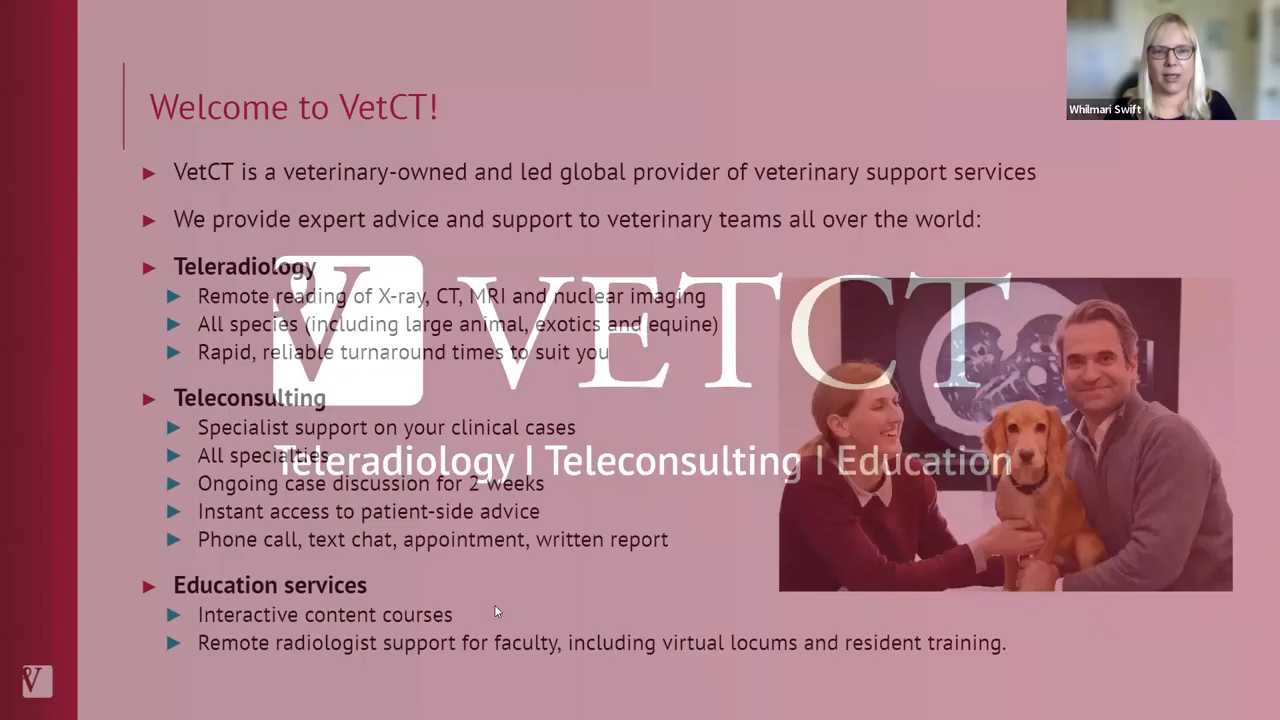 Whilmari Swift
Welcome to VetCT!
VetCT is a veterinary-owned and led global provider of veterinary support services
We provide expert advice and support to veterinary teams all over the world:
Teleradiology
Remote reading of X-ray, CT, MRI and nuclear imaging
All species (including large animal, exotics and equine)
Rapid, reliable turnaround times to suit you
VETCT
Teleconsulting
Specialist support on your clinical cases
All specialties
Teleradiology | Teleconsulting | Education
Ongoing case discussion for 2 weeks
Instant access to patient-side advice
Phone call, text chat, appointment, written report
Education services
Interactive content courses
Remote radiologist support for faculty, including virtual locums and resident training.